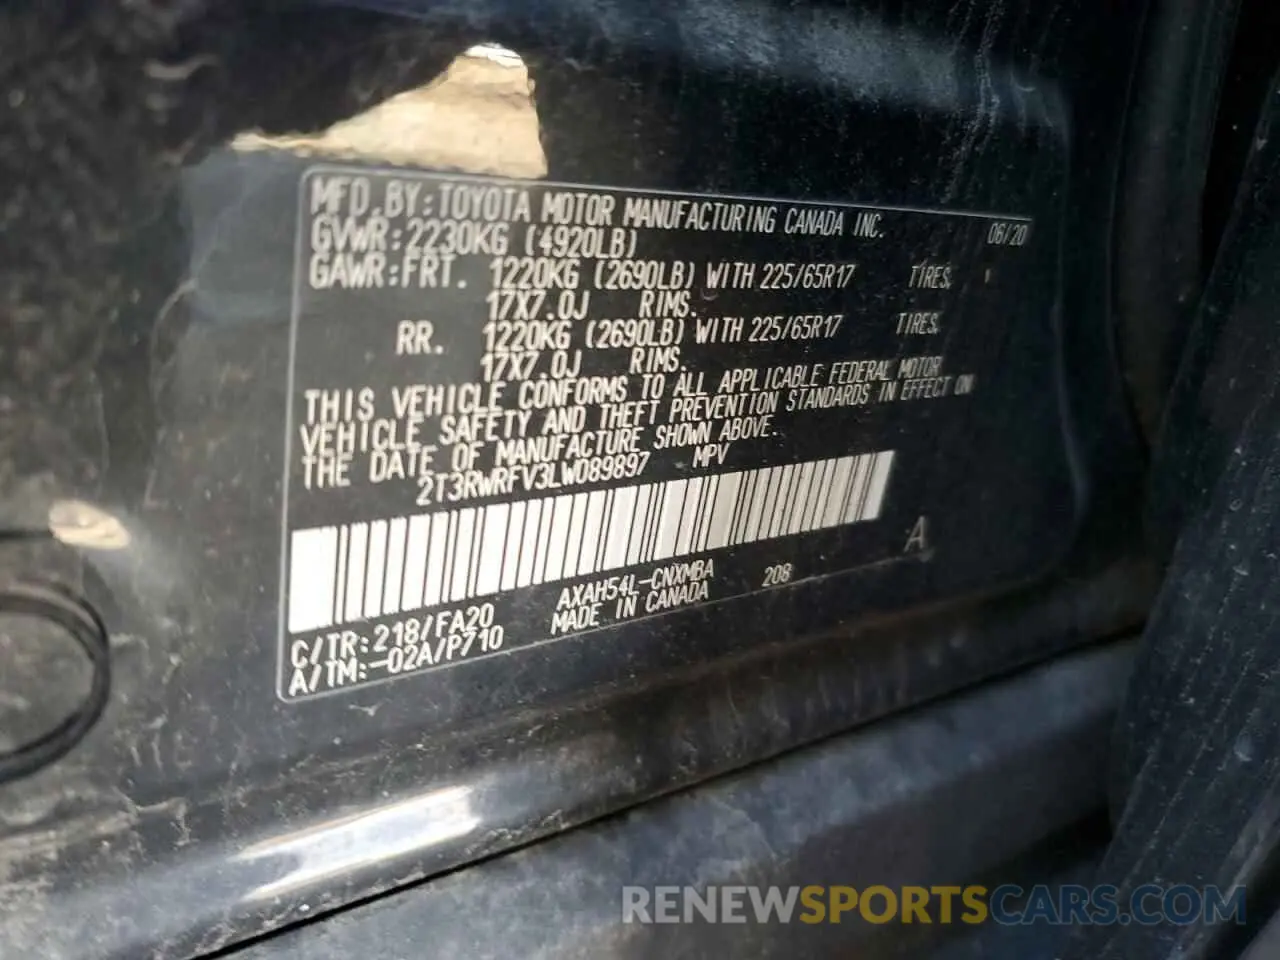 MFD. BY: TOYOTA MOTOR MANUFACTURING CANADA INC. 06/20
GVWR: 2230KG (4920LB)
GAWR: FRT. 1220KG (2690LB) WITH 225/65R17 TIRES,
17X7.0J RIMS.
RR. 1220KG (2690LB) WITH 225/65R17 TIRES,
17X7.0J RIMS.
THIS VEHICLE CONFORMS TO ALL APPLICABLE FEDERAL MOTOR
VEHICLE SAFETY AND THEFT PREVENTION STANDARDS IN EFFECT ON
THE DATE OF MANUFACTURE SHOWN ABOVE.
2T3RWRFV3LW089897 MPV
A
C/TR: 218/FA20 AXAH54L-CNXMBA 208
A/TM: -02A/P710 MADE IN CANADA
RENEWSPORTSCARS.COM